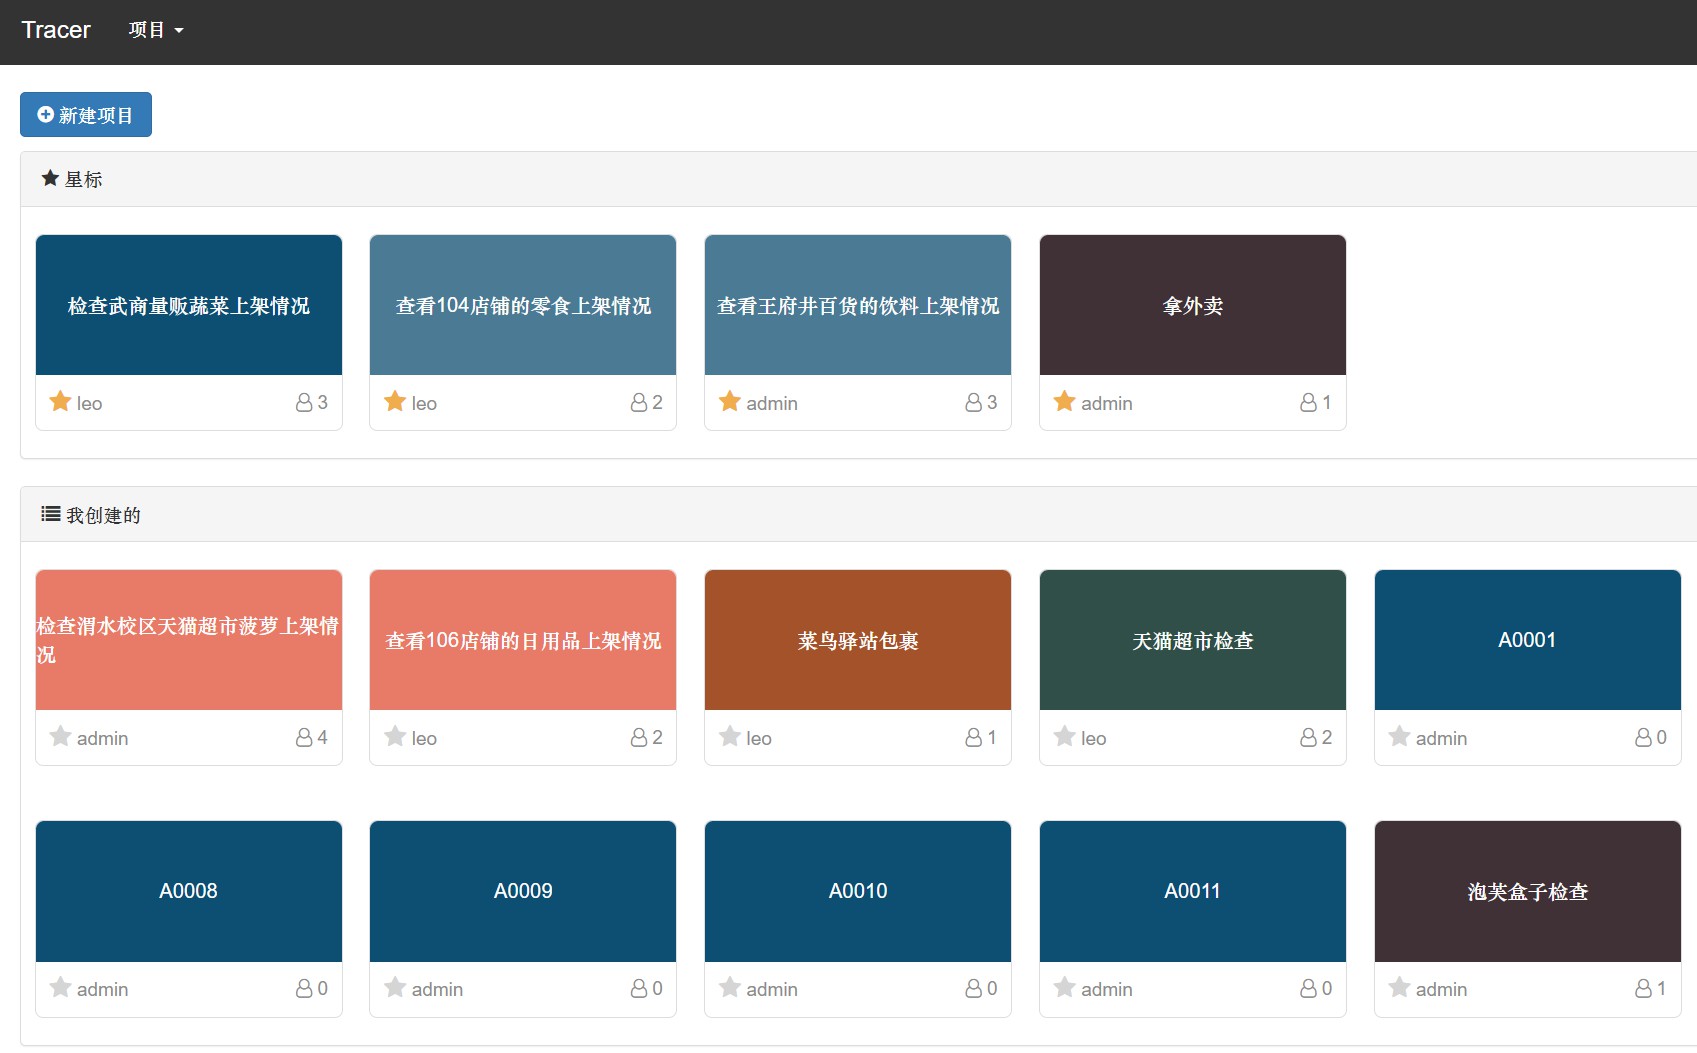 Tracer 项目
新建项目
星标
检查武商量贩蔬菜上架情况
leo 3
查看104店铺的零食上架情况
leo 2
查看王府井百货的饮料上架情况
admin 3
拿外卖
admin 1
我创建的
检查渭水校区天猫超市菠萝上架情
况
admin 4
查看106店铺的日用品上架情况
leo 2
菜鸟驿站包裹
leo 1
天猫超市检查
leo 2
A0001
admin 0
A0008
admin 0
A0009
admin 0
A0010
admin 0
A0011
admin 0
泡芙盒子检查
admin 1